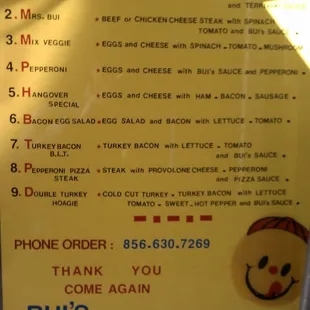 and TERIYAKI SAUCE
2. MRS. BUI • BEEF or CHICKEN CHEESE STEAK with SPINACH
TOMATO and BUI'S SAUCE
3. MIX VEGGIE • EGGS and CHEESE with SPINACH - TOMATO - MUSHROOM
4. PEPPERONI • EGGS and CHEESE with BUI'S SAUCE and PEPPERONI
5. HANGOVER SPECIAL • EGGS and CHEESE with HAM - BACON - SAUSAGE
6. BACON EGG SALAD • EGG SALAD and BACON with LETTUCE - TOMATO
7. TURKEY BACON B.L.T. • TURKEY BACON with LETTUCE - TOMATO
and BUI'S SAUCE
8. PEPPERONI PIZZA STEAK • STEAK with PROVOLONE CHEESE - PEPPERONI
and PIZZA SAUCE
9. DOUBLE TURKEY HOAGIE • COLD CUT TURKEY - TURKEY BACON with LETTUCE
TOMATO - SWEET - HOT PEPPER and BUI'S SAUCE
PHONE ORDER: 856.630.7269
THANK YOU
COME AGAIN
BUI'S